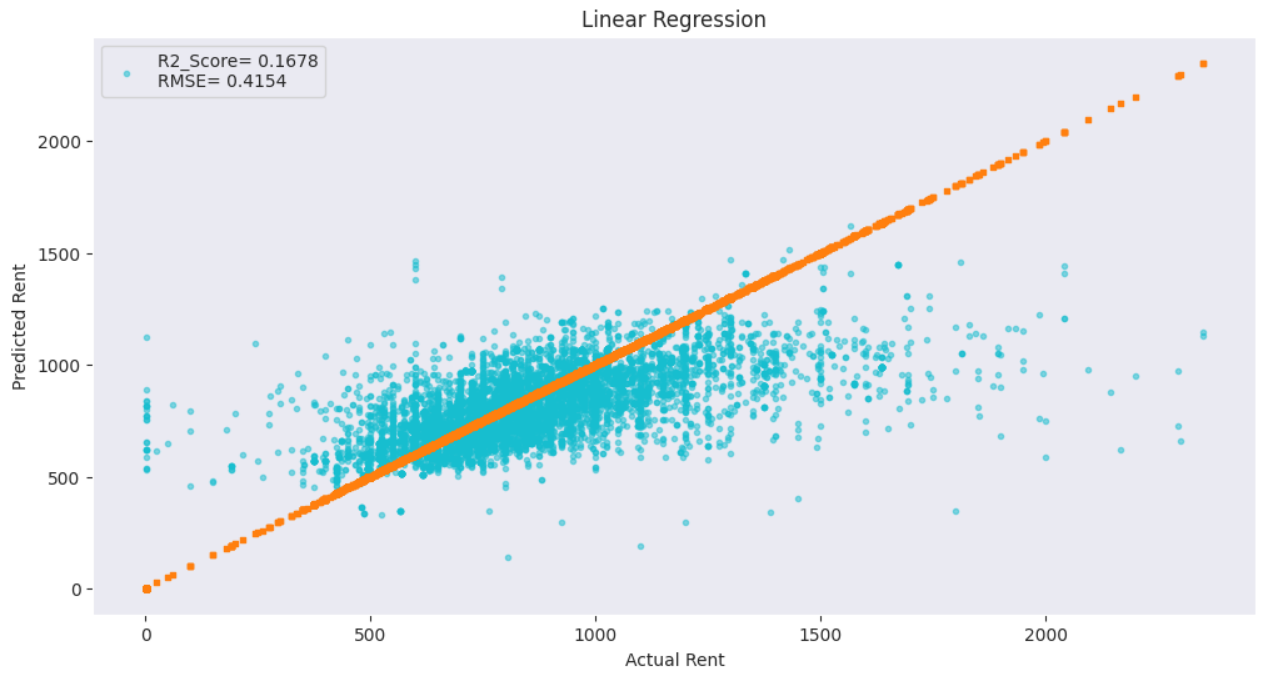 Linear Regression
R2_Score= 0.1678
RMSE= 0.4154
Predicted Rent
2000
1500
1000
500
0
0 500 1000 1500 2000
Actual Rent